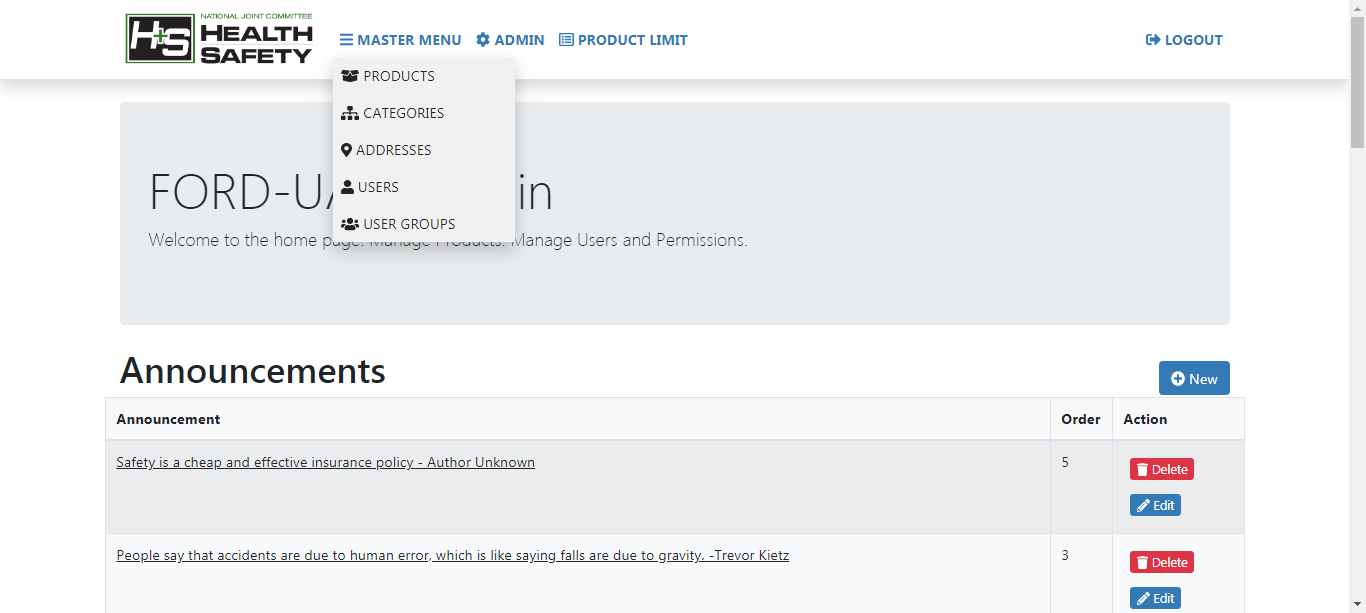 NATIONAL JOINT COMMITTEE
H+S HEALTH
SAFETY
MASTER MENU ADMIN PRODUCT LIMIT LOGOUT
PRODUCTS
CATEGORIES
ADDRESSES
USERS
USER GROUPS
FORD-UA in
Welcome to the home page. Manage Products. Manage Users and Permissions.
Announcements
New
Announcement Order Action
Safety is a cheap and effective insurance policy - Author Unknown 5 Delete
Edit
People say that accidents are due to human error, which is like saying falls are due to gravity. -Trevor Kietz 3 Delete
Edit